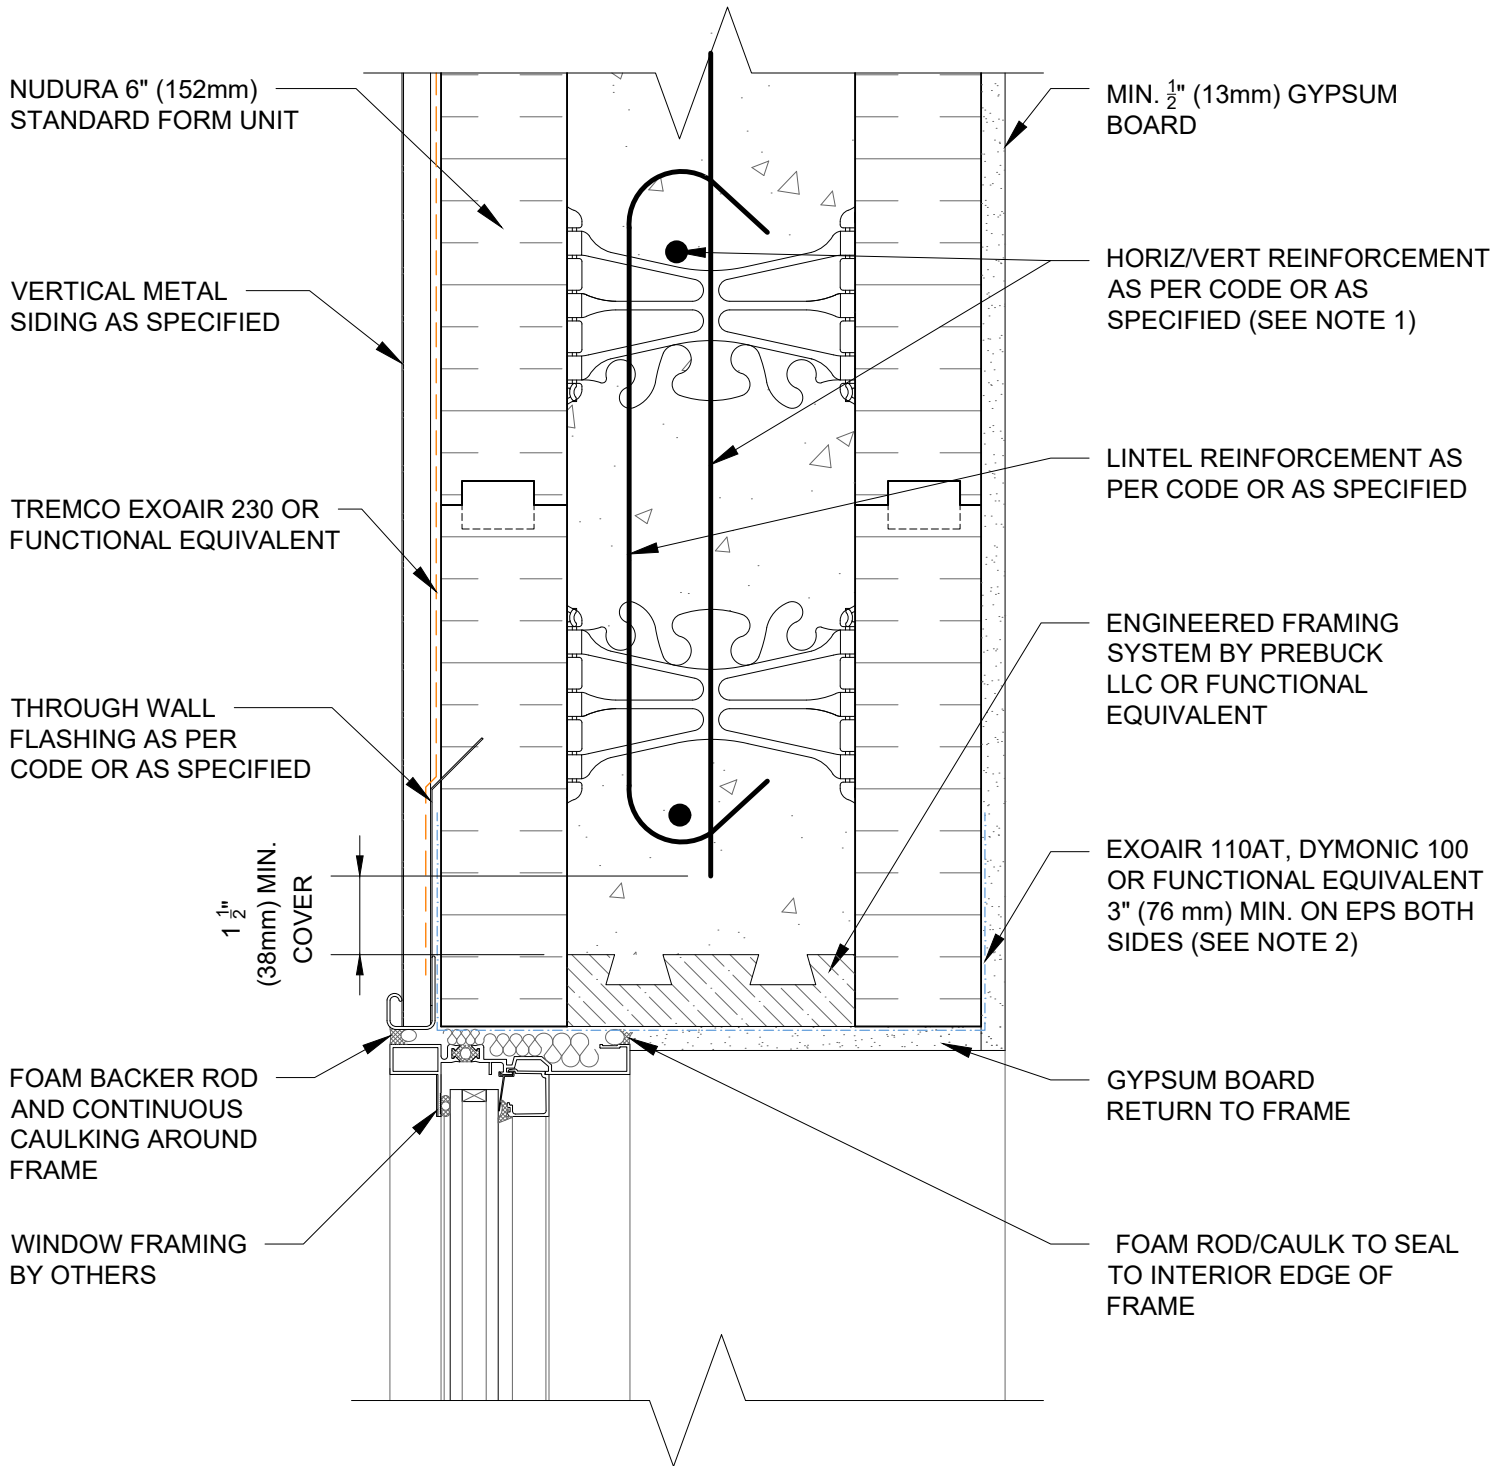 NUDURA 6" (152mm)
STANDARD FORM UNIT
VERTICAL METAL
SIDING AS SPECIFIED
TREMCO EXOAIR 230 OR
FUNCTIONAL EQUIVALENT
THROUGH WALL
FLASHING AS PER
CODE OR AS SPECIFIED
1 1/2"
(38mm) MIN.
COVER
FOAM BACKER ROD
AND CONTINUOUS
CAULKING AROUND
FRAME
WINDOW FRAMING
BY OTHERS
MIN. 1/2" (13mm) GYPSUM
BOARD
HORIZ/VERT REINFORCEMENT
AS PER CODE OR AS
SPECIFIED (SEE NOTE 1)
LINTEL REINFORCEMENT AS
PER CODE OR AS SPECIFIED
ENGINEERED FRAMING
SYSTEM BY PREBUCK
LLC OR FUNCTIONAL
EQUIVALENT
EXOAIR 110AT, DYMONIC 100
OR FUNCTIONAL EQUIVALENT
3" (76 mm) MIN. ON EPS BOTH
SIDES (SEE NOTE 2)
GYPSUM BOARD
RETURN TO FRAME
FOAM ROD/CAULK TO SEAL
TO INTERIOR EDGE OF
FRAME